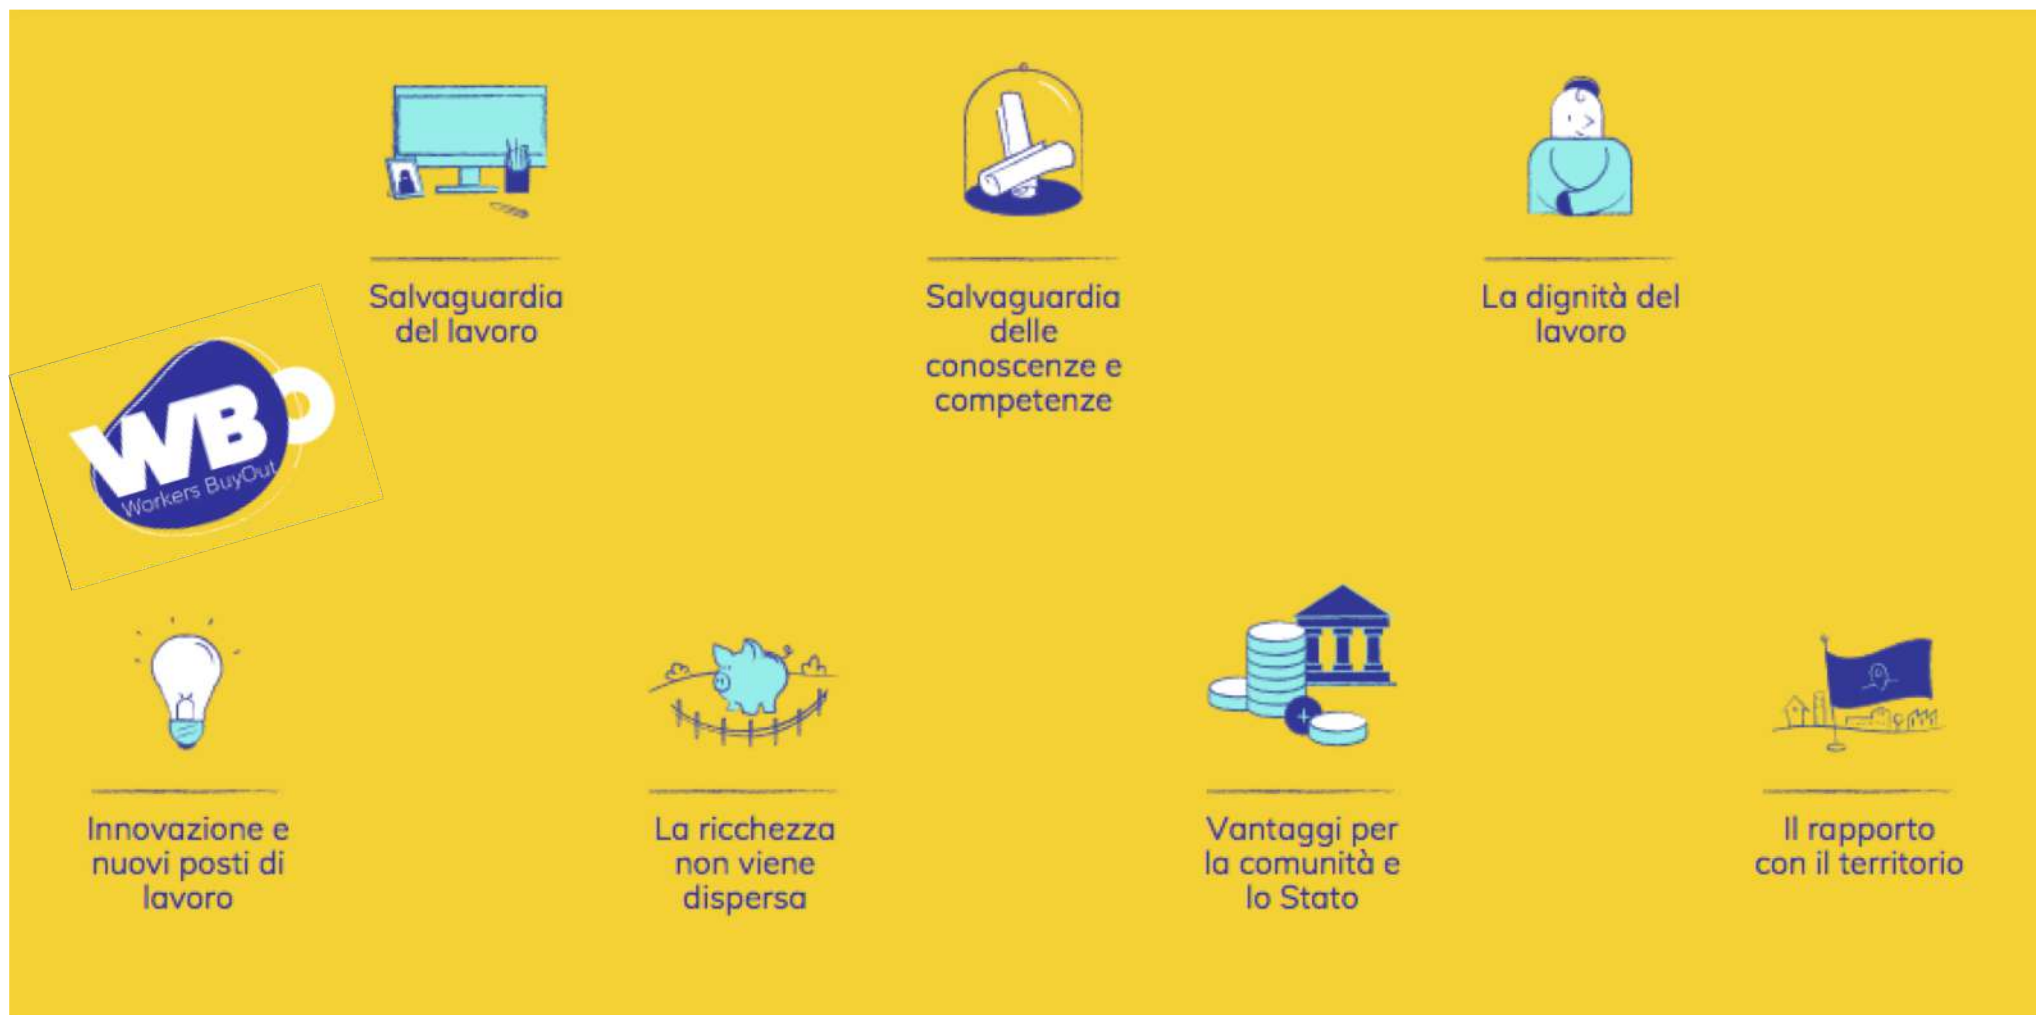 Salvaguardia
del lavoro
Salvaguardia
delle
conoscenze e
competenze
La dignità del
lavoro
WBO
Workers BuyOut
Innovazione e
nuovi posti di
lavoro
La ricchezza
non viene
dispersa
Vantaggi per
la comunità e
lo Stato
Il rapporto
con il territorio